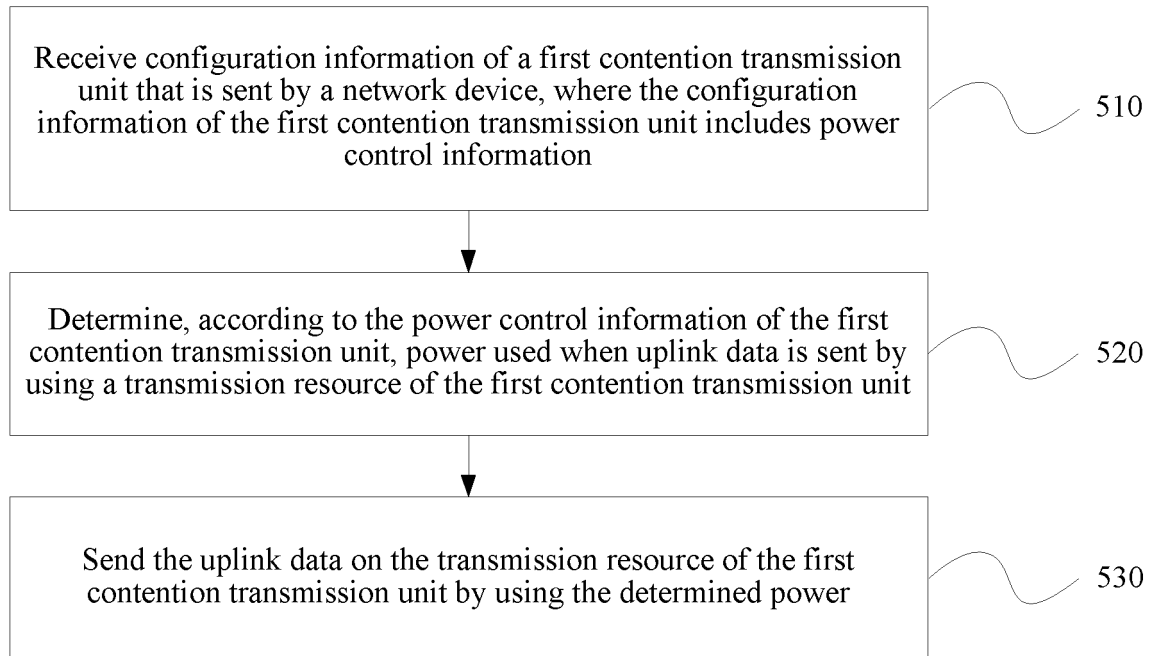 Receive configuration information of a first contention transmission
unit that is sent by a network device, where the configuration
information of the first contention transmission unit includes power
control information
510
Determine, according to the power control information of the first
contention transmission unit, power used when uplink data is sent by
using a transmission resource of the first contention transmission unit
520
Send the uplink data on the transmission resource of the first
contention transmission unit by using the determined power
530